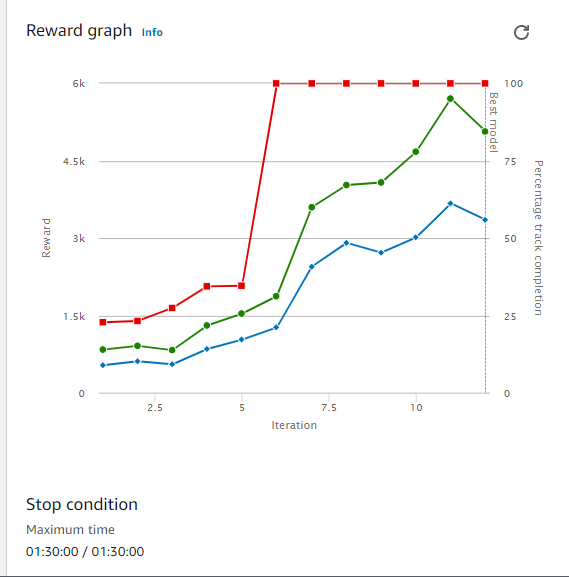 Reward graph Info
6k
4.5k
3k
1.5k
0
Reward
100
75
50
25
0
Best model
Percentage track completion
2.5
5
7.5
10
Iteration
Stop condition
Maximum time
01:30:00 / 01:30:00